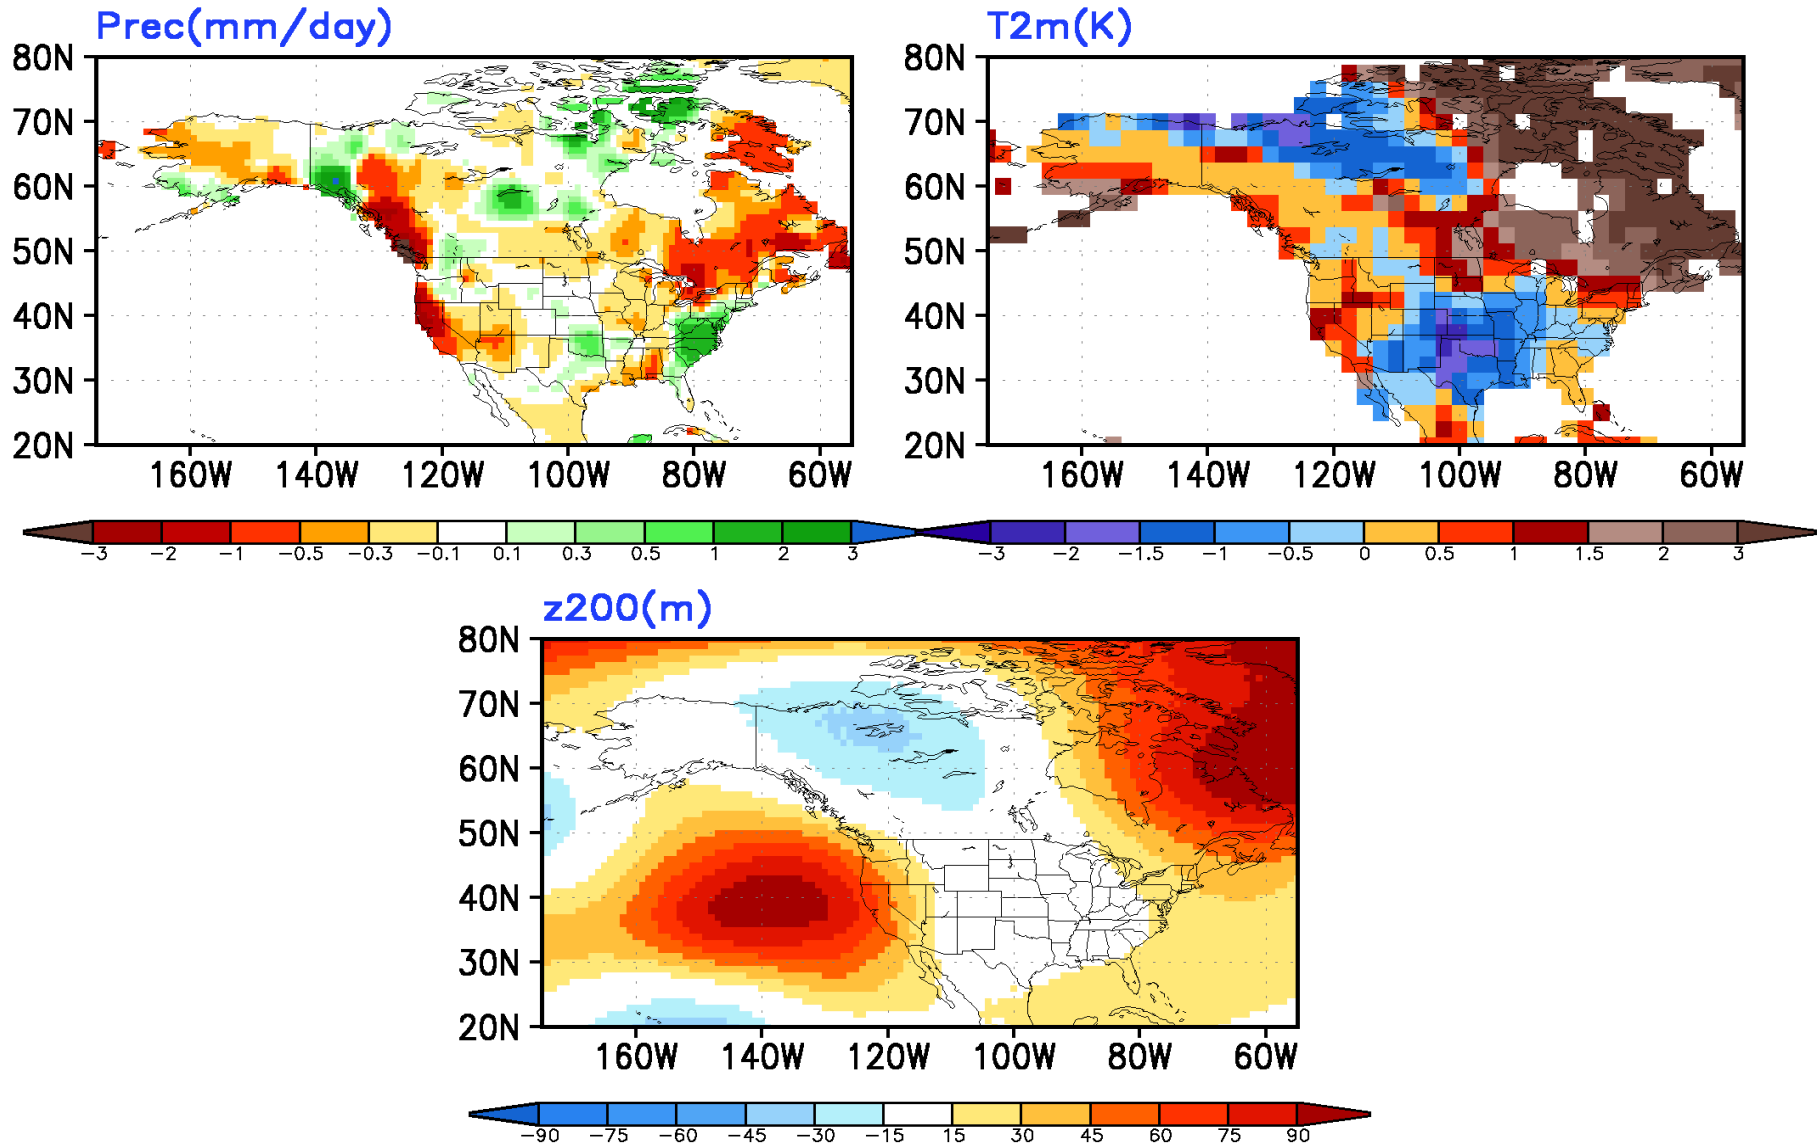 Prec(mm/day)
T2m(K)
80N
70N
60N
50N
40N
30N
20N
160W 140W 120W 100W 80W 60W
80N
70N
60N
50N
40N
30N
20N
160W 140W 120W 100W 80W 60W
-3 -2 -1 -0.5 -0.3 -0.1 0.1 0.3 0.5 1 2 3
-3 -2 -1.5 -1 -0.5 0 0.5 1 1.5 2 3
z200(m)
80N
70N
60N
50N
40N
30N
20N
160W 140W 120W 100W 80W 60W
-90 -75 -60 -45 -30 -15 15 30 45 60 75 90